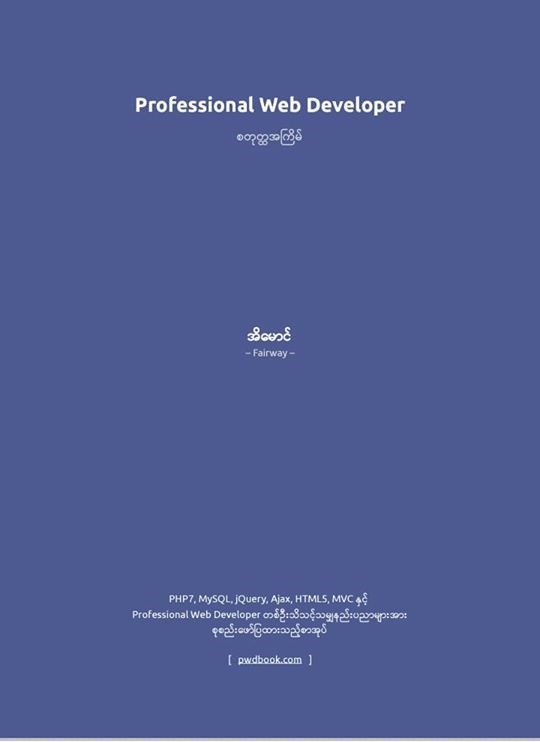 Professional Web Developer
စတုတ္ထအကြိမ်
အိမောင်
– Fairway –
PHP7, MySQL, jQuery, Ajax, HTML5, MVC နှင့်
Professional Web Developer တစ်ဦးသိသင့်သမျှနည်းပညာများအား
စုစည်းဖော်ပြထားသည့်စာအုပ်
[ pwdbook.com ]